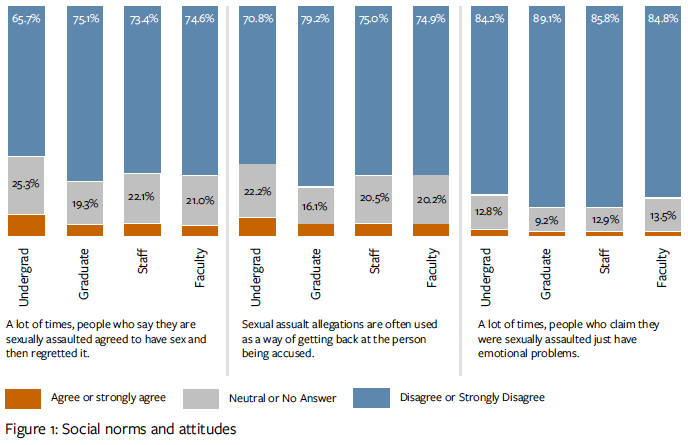 65.7% 75.1% 73.4% 74.6% 70.8% 79.2% 75.0% 74.9% 84.2% 89.1% 85.8% 84.8%
25.3% 19.3% 22.1% 21.0% 22.2% 16.1% 20.5% 20.2% 12.8% 9.2% 12.9% 13.5%
Undergrad Graduate Staff Faculty Undergrad Graduate Staff Faculty Undergrad Graduate Staff Faculty
A lot of times, people who say they are
sexually assaulted agreed to have sex and
then regretted it.
Sexual assualt allegations are often used
as a way of getting back at the person
being accused.
A lot of times, people who claim they
were sexually assaulted just have
emotional problems.
Agree or strongly agree Neutral or No Answer Disagree or Strongly Disagree
Figure 1: Social norms and attitudes